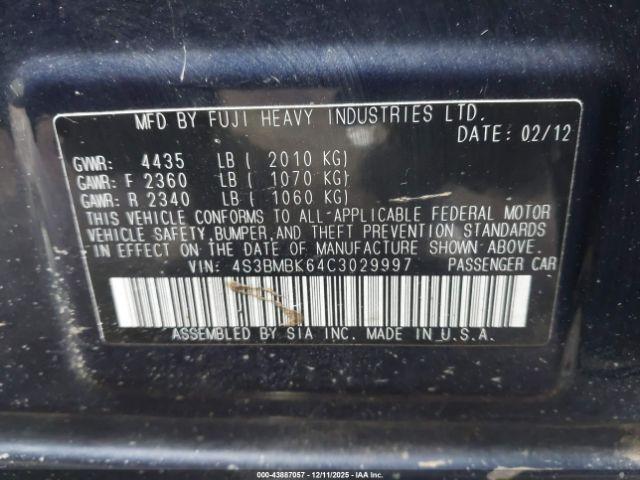 MFD BY FUJI HEAVY INDUSTRIES LTD.
DATE: 02/12
GVWR: 4435 LB ( 2010 KG)
GAWR: F 2360 LB ( 1070 KG)
GAWR: R 2340 LB ( 1060 KG)
THIS VEHICLE CONFORMS TO ALL APPLICABLE FEDERAL MOTOR
VEHICLE SAFETY, BUMPER, AND THEFT PREVENTION STANDARDS
IN EFFECT ON THE DATE OF MANUFACTURE SHOWN ABOVE.
VIN: 4S3BMBK64C3029997 PASSENGER CAR
ASSEMBLED BY SIA INC. MADE IN U.S.A.
000-43887057 - 12/11/2025 - IAAI.COM